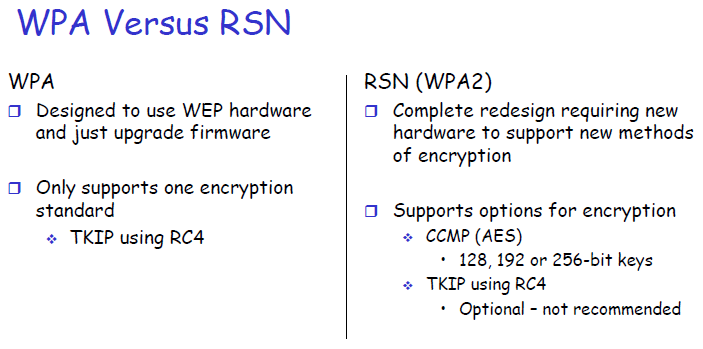 WPA Versus RSN
WPA
Designed to use WEP hardware
and just upgrade firmware
Only supports one encryption
standard
TKIP using RC4
RSN (WPA2)
Complete redesign requiring new
hardware to support new methods
of encryption
Supports options for encryption
CCMP (AES)
• 128, 192 or 256-bit keys
TKIP using RC4
• Optional – not recommended